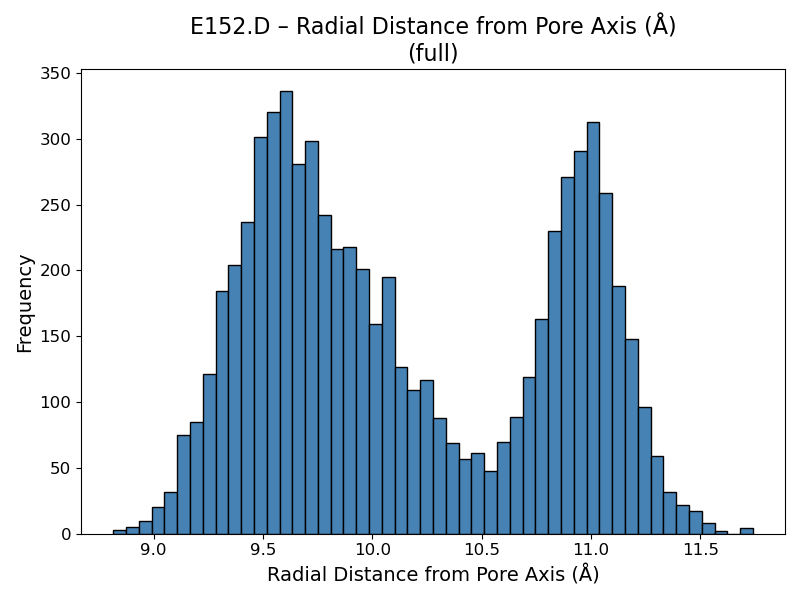 E152.D – Radial Distance from Pore Axis (Å)
(full)
350
300
250
200
150
100
50
0
Frequency
9.0 9.5 10.0 10.5 11.0 11.5
Radial Distance from Pore Axis (Å)